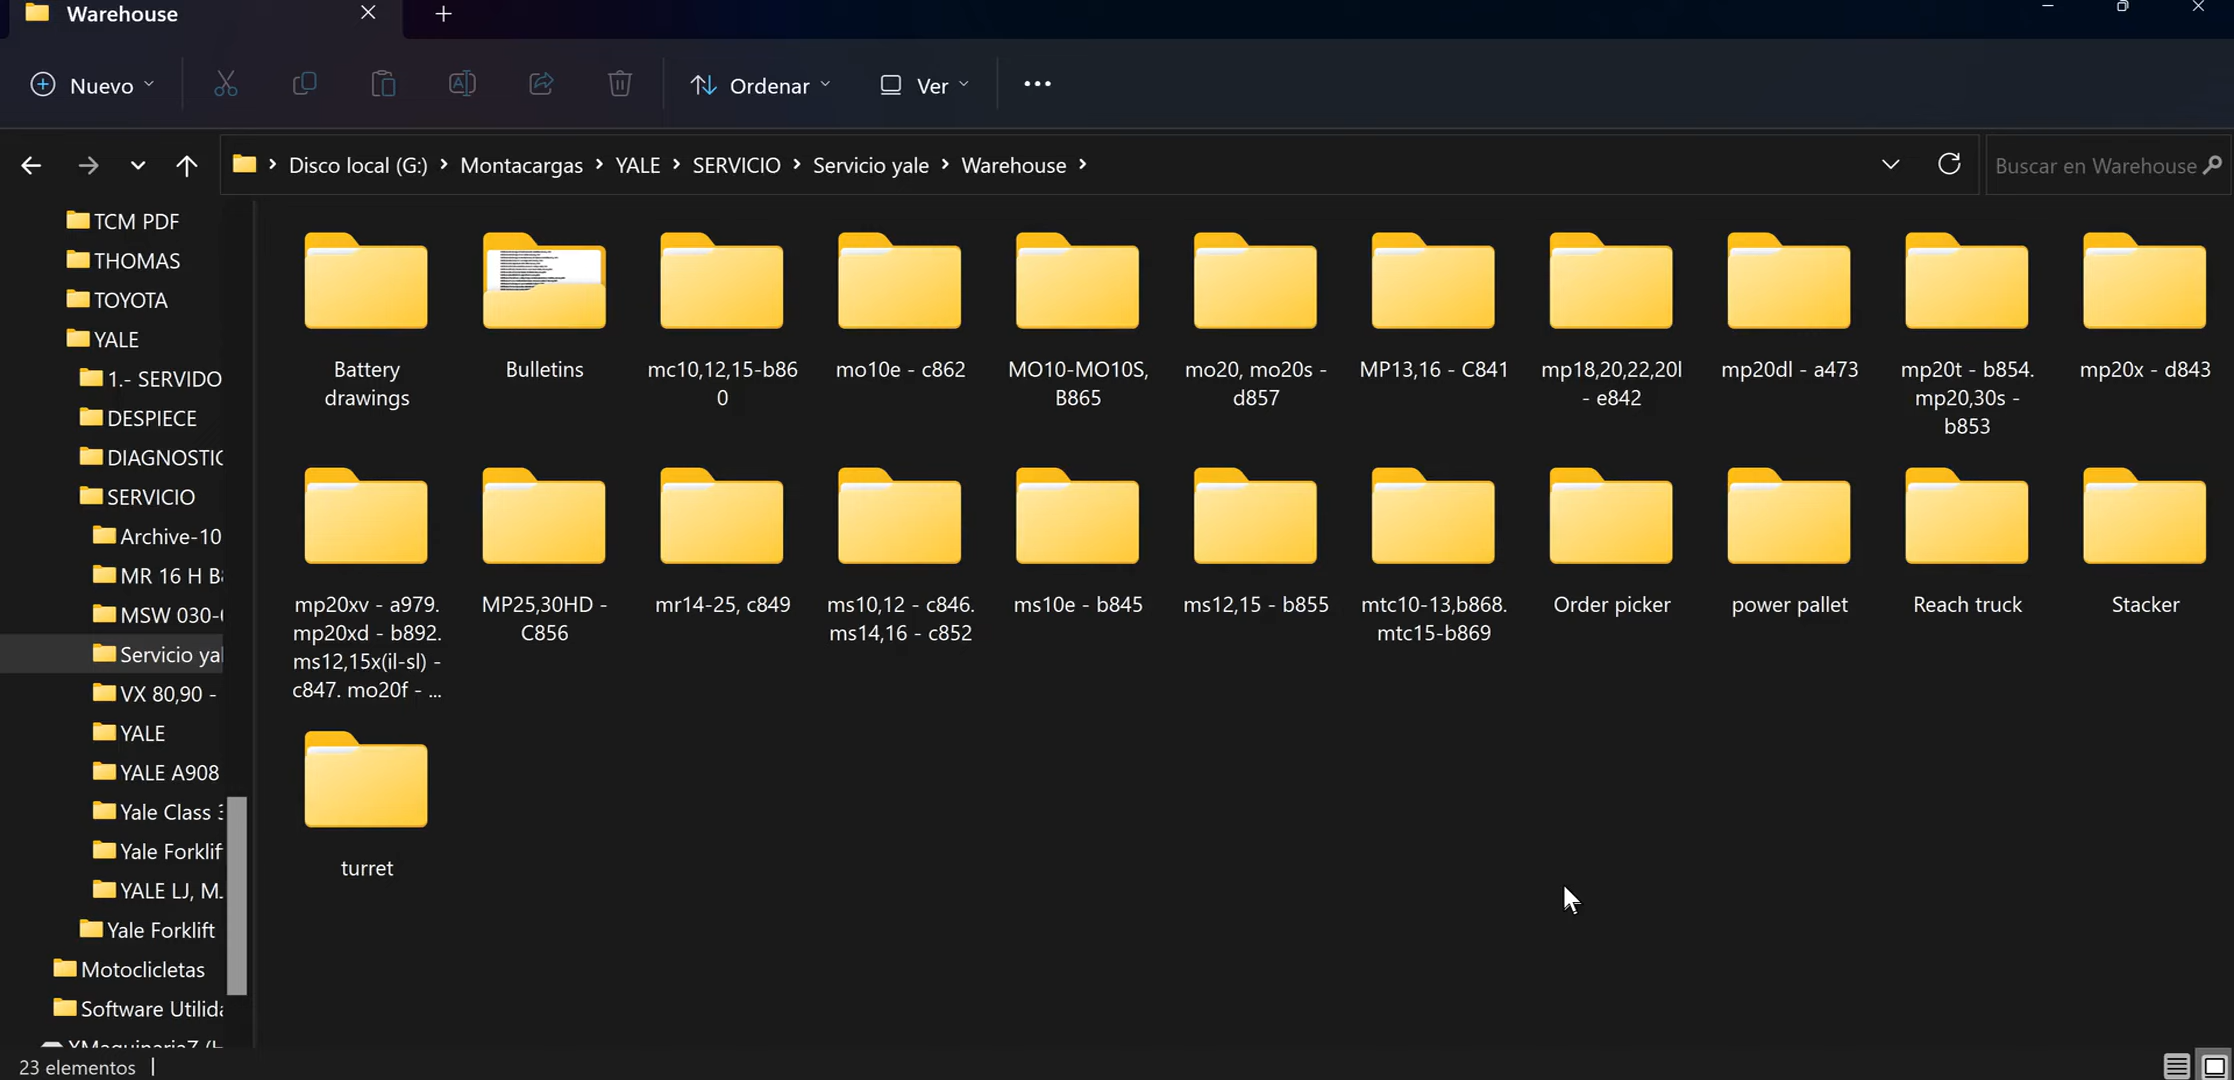 Warehouse
Nuevo
Ordenar
Ver
Disco local (G:) > Montacargas > YALE > SERVICIO > Servicio yale > Warehouse >
Buscar en Warehouse
TCM PDF
THOMAS
TOYOTA
YALE
1.- SERVIDO
DESPIECE
DIAGNOSTIC
SERVICIO
Archive-10
MR 16 H B
MSW 030-
Servicio yal
VX 80,90 -
YALE
YALE A908
Yale Class
Yale Forklif
YALE LJ, M.
Yale Forklift
Motoclicletas
Software Utilid
Battery
drawings
Bulletins
mc10,12,15-b86
0
mo10e - c862
MO10-MO10S,
B865
mo20, mo20s -
d857
MP13,16 - C841
mp18,20,22,20l
- e842
mp20dl - a473
mp20t - b854.
mp20,30s -
b853
mp20x - d843
mp20xv - a979.
mp20xd - b892.
ms12,15x(il-sl) -
c847. mo20f - ...
MP25,30HD -
C856
mr14-25, c849
ms10,12 - c846.
ms14,16 - c852
ms10e - b845
ms12,15 - b855
mtc10-13,b868.
mtc15-b869
Order picker
power pallet
Reach truck
Stacker
turret
23 elementos